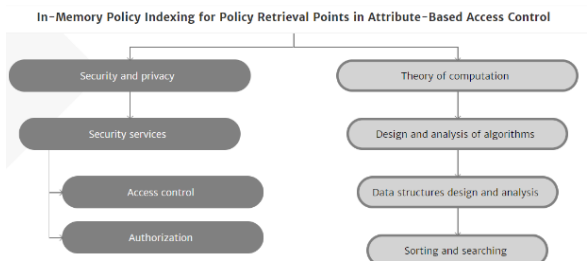 In-Memory Policy Indexing for Policy Retrieval Points in Attribute-Based Access Control
Security and privacy
Security services
Access control
Authorization
Theory of computation
Design and analysis of algorithms
Data structures design and analysis
Sorting and searching